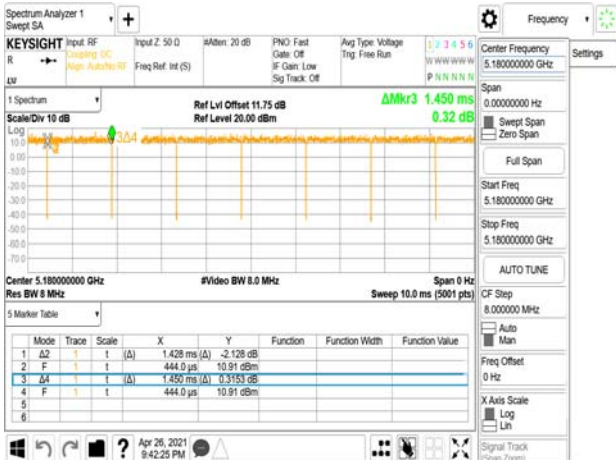 Spectrum Analyzer 1
Swept SA
Frequency
KEYSIGHT Input: RF
Coupling: DC
Align: Auto/No RF
R
LXI
Input Z: 50 Ω
Freq Ref: Int (S)
#Atten: 20 dB
PNO: Fast
Gate: Off
IF Gain: Low
Sig Track: Off
Avg Type: Voltage
Trig: Free Run
1 2 3 4 5 6
W W W W W W
P N N N N N
Center Frequency
5.180000000 GHz
Settings
Span
0.00000000 Hz
Swept Span
Zero Span
Full Span
Start Freq
5.180000000 GHz
Stop Freq
5.180000000 GHz
AUTO TUNE
CF Step
8.000000 MHz
Auto
Man
Freq Offset
0 Hz
X Axis Scale
Log
Lin
Signal Track
(Span Zoom)
1 Spectrum
Scale/Div 10 dB
Ref Lvl Offset 11.75 dB
Ref Level 20.00 dBm
ΔMkr3 1.450 ms
0.32 dB
Log
10.0
0.00
-10.0
-20.0
-30.0
-40.0
-50.0
-60.0
-70.0
3Δ4
Center 5.180000000 GHz
#Video BW 8.0 MHz
Span 0 Hz
Res BW 8 MHz
Sweep 10.0 ms (5001 pts)
5 Marker Table
Mode Trace Scale X Y Function Function Width Function Value
1 Δ2 1 t (Δ) 1.428 ms (Δ) -2.128 dB
2 F 1 t 444.0 µs 10.91 dBm
3 Δ4 1 t (Δ) 1.450 ms (Δ) 0.3153 dB
4 F 1 t 444.0 µs 10.91 dBm
5
6
?
Apr 26, 2021
9:42:25 PM